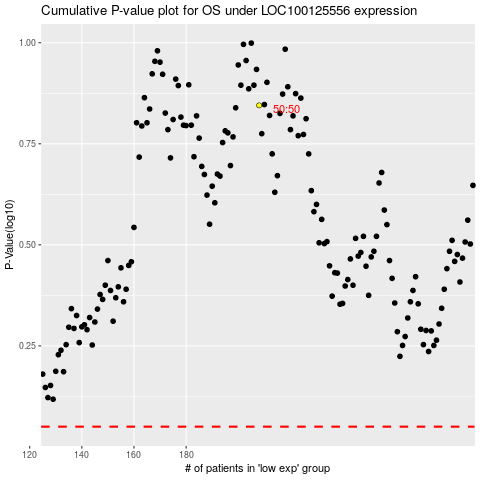 Cumulative P-value plot for OS under LOC100125556 expression
P-Value(log10)
1.00
0.75
0.50
0.25
50:50
120 140 160 180
# of patients in 'low exp' group